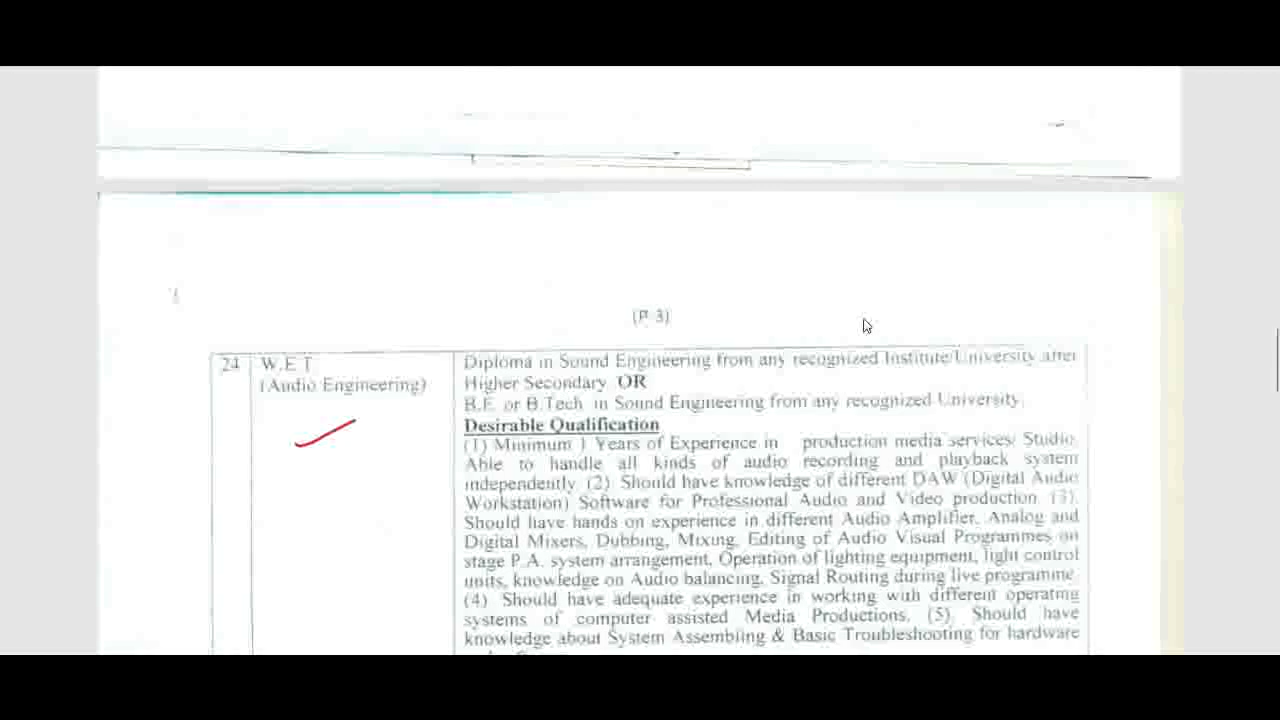 (P 3)
24 W.E.T
(Audio Engineering)
Diploma in Sound Engineering from any recognized Institute/University after
Higher Secondary OR
B.E. or B.Tech in Sound Engineering from any recognized University.
Desirable Qualification
(1) Minimum 1 Years of Experience in production media services/ Studio.
Able to handle all kinds of audio recording and playback system
independently. (2) Should have knowledge of different DAW (Digital Audio
Workstation) Software for Professional Audio and Video production. (3).
Should have hands on experience in different Audio Amplifier, Analog and
Digital Mixers, Dubbing, Mixing, Editing of Audio Visual Programmes on
stage P.A. system arrangement, Operation of lighting equipment, light control
units, knowledge on Audio balancing, Signal Routing during live programme.
(4) Should have adequate experience in working with different operating
systems of computer assisted Media Productions. (5). Should have
knowledge about System Assembling & Basic Troubleshooting for hardware